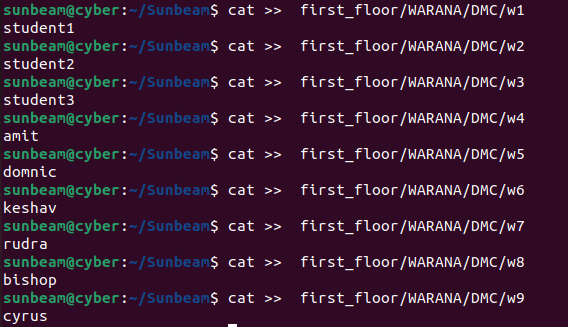 sunbeam@cyber:~/Sunbeam$ cat >>  first_floor/WARANA/DMC/w1
student1
sunbeam@cyber:~/Sunbeam$ cat >>  first_floor/WARANA/DMC/w2
student2
sunbeam@cyber:~/Sunbeam$ cat >>  first_floor/WARANA/DMC/w3
student3
sunbeam@cyber:~/Sunbeam$ cat >>  first_floor/WARANA/DMC/w4
amit
sunbeam@cyber:~/Sunbeam$ cat >>  first_floor/WARANA/DMC/w5
domnic
sunbeam@cyber:~/Sunbeam$ cat >>  first_floor/WARANA/DMC/w6
keshav
sunbeam@cyber:~/Sunbeam$ cat >>  first_floor/WARANA/DMC/w7
rudra
sunbeam@cyber:~/Sunbeam$ cat >>  first_floor/WARANA/DMC/w8
bishop
sunbeam@cyber:~/Sunbeam$ cat >>  first_floor/WARANA/DMC/w9
cyrus